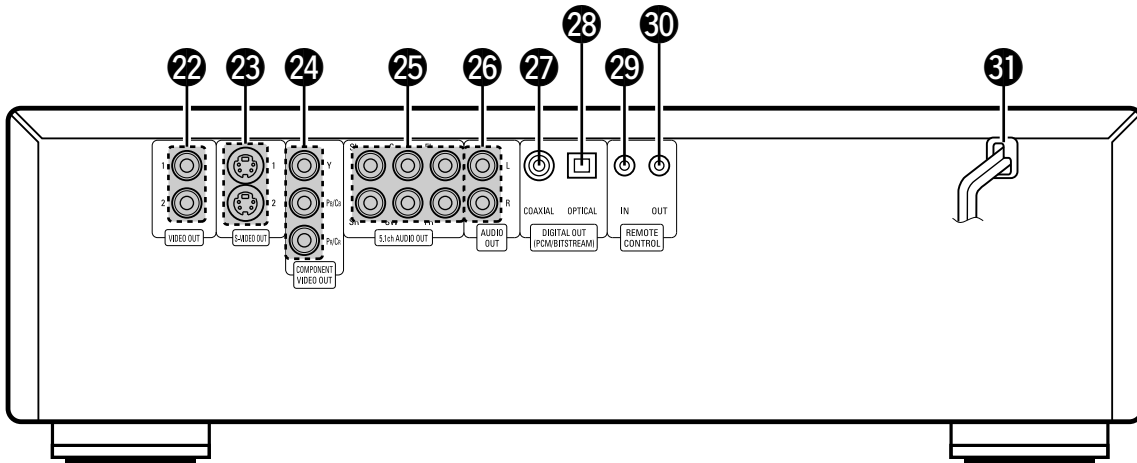 22 23 24 25 26 27 28 29 30 31
1 1 Y L
2 2 PB/CB R
PR/CR
COAXIAL OPTICAL IN OUT
VIDEO OUT
S-VIDEO OUT
COMPONENT
VIDEO OUT
5.1ch AUDIO OUT
AUDIO
OUT
DIGITAL OUT
(PCM/BITSTREAM)
REMOTE
CONTROL